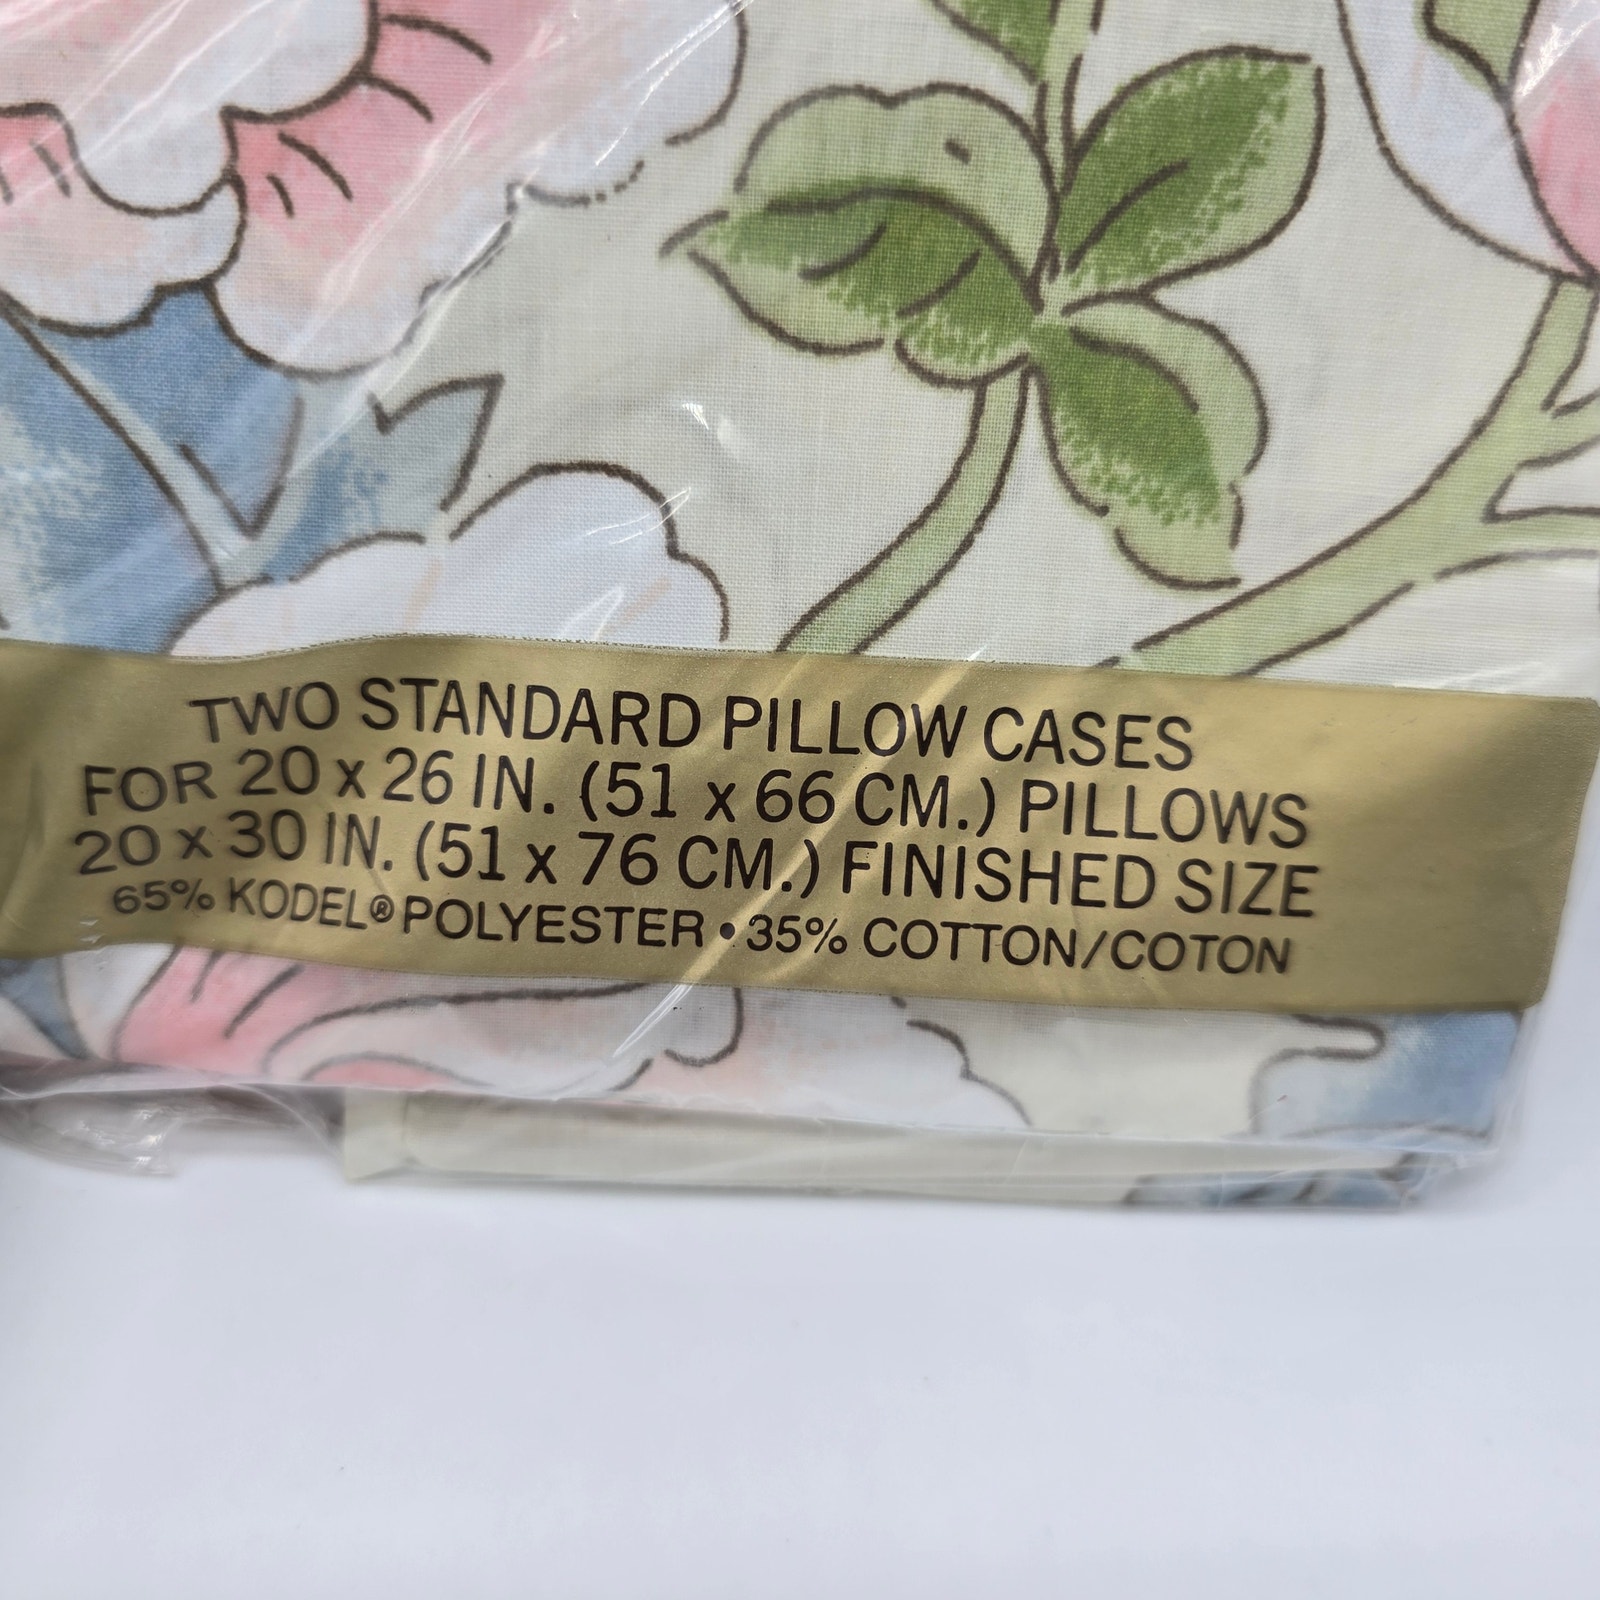 TWO STANDARD PILLOW CASES
FOR 20 x 26 IN. (51 x 66 CM.) PILLOWS
20 x 30 IN. (51 x 76 CM.) FINISHED SIZE
65% KODEL® POLYESTER • 35% COTTON/COTON